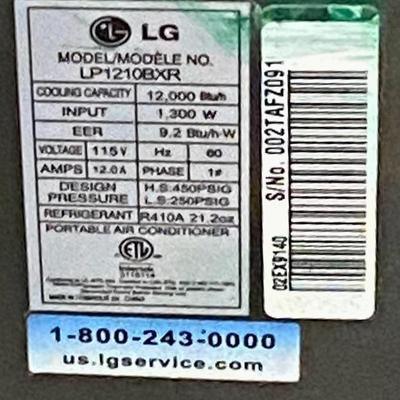 LG
MODEL/MODÈLE NO.
LP1210BXR
COOLING CAPACITY 12,000 Btu/h
INPUT 1,300 W
EER 9.2 Btu/h·W
VOLTAGE 115V Hz 60
AMPS 12.0A PHASE 1ø
DESIGN PRESSURE H.S:450PSIG
L.S:250PSIG
REFRIGERANT R410A 21.2oz
PORTABLE AIR CONDITIONER
ETL
S/No. 002TAFZ091
02EX9140
1-800-243-0000
us.lgservice.com